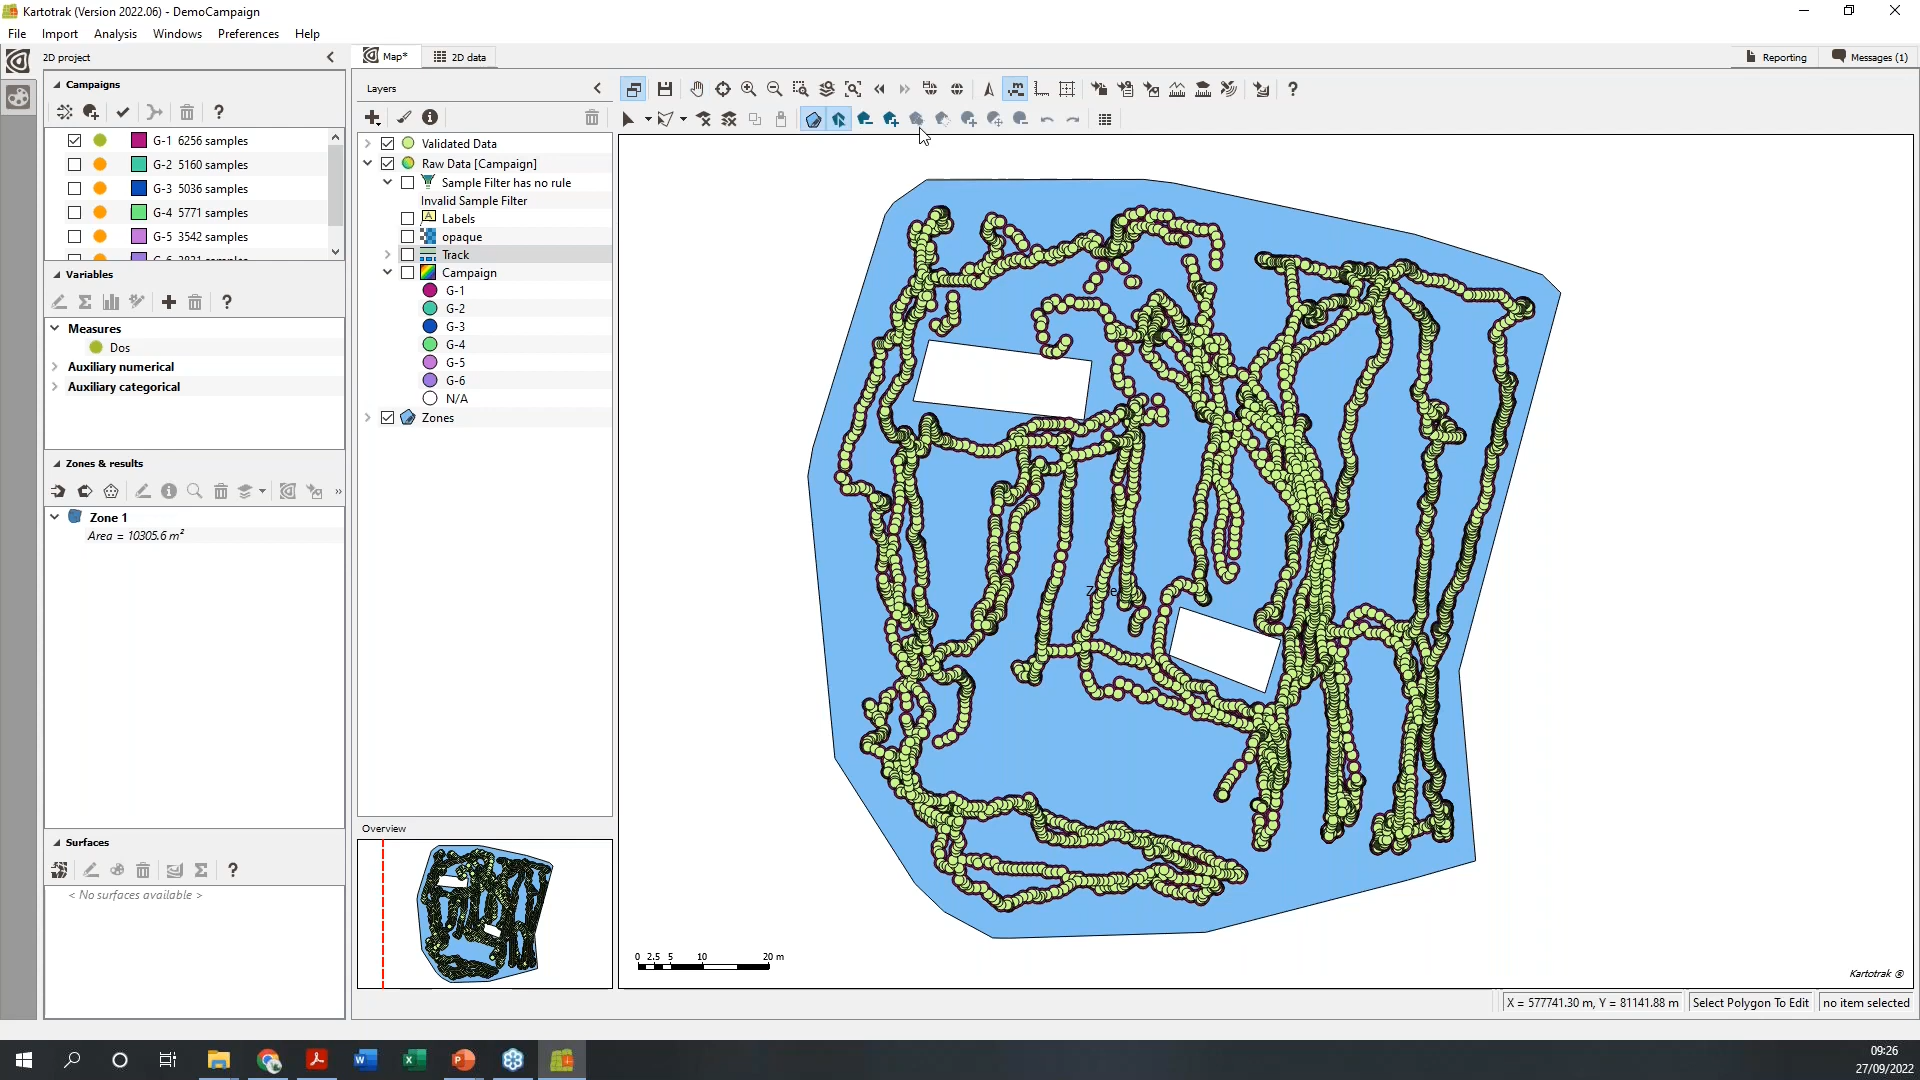 Kartotrak (Version 2022.06) - DemoCampaign
File Import Analysis Windows Preferences Help
2D project
Map* 2D data
Reporting Messages (1)
Campaigns
G-1 6256 samples
G-2 5160 samples
G-3 5036 samples
G-4 5771 samples
G-5 3542 samples
Variables
Measures
Dos
Auxiliary numerical
Auxiliary categorical
Zones & results
Zone 1
Area = 10305.6 m²
Surfaces
< No surfaces available >
Layers
Validated Data
Raw Data [Campaign]
Sample Filter has no rule
Invalid Sample Filter
Labels
opaque
Track
Campaign
G-1
G-2
G-3
G-4
G-5
G-6
N/A
Zones
Overview
0 2.5 5 10 20 m
Kartotrak ®
X = 577741.30 m, Y = 81141.88 m Select Polygon To Edit no item selected
09:26
27/09/2022